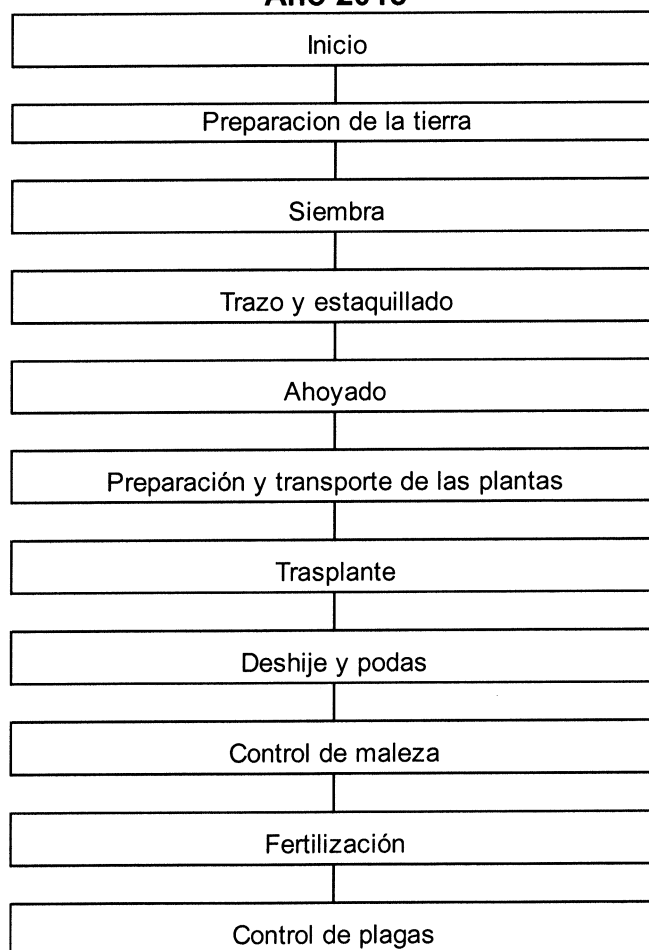 Inicio
Preparacion de la tierra
Siembra
Trazo y estaquillado
Ahoyado
Preparación y transporte de las plantas
Trasplante
Deshije y podas
Control de maleza
Fertilización
Control de plagas